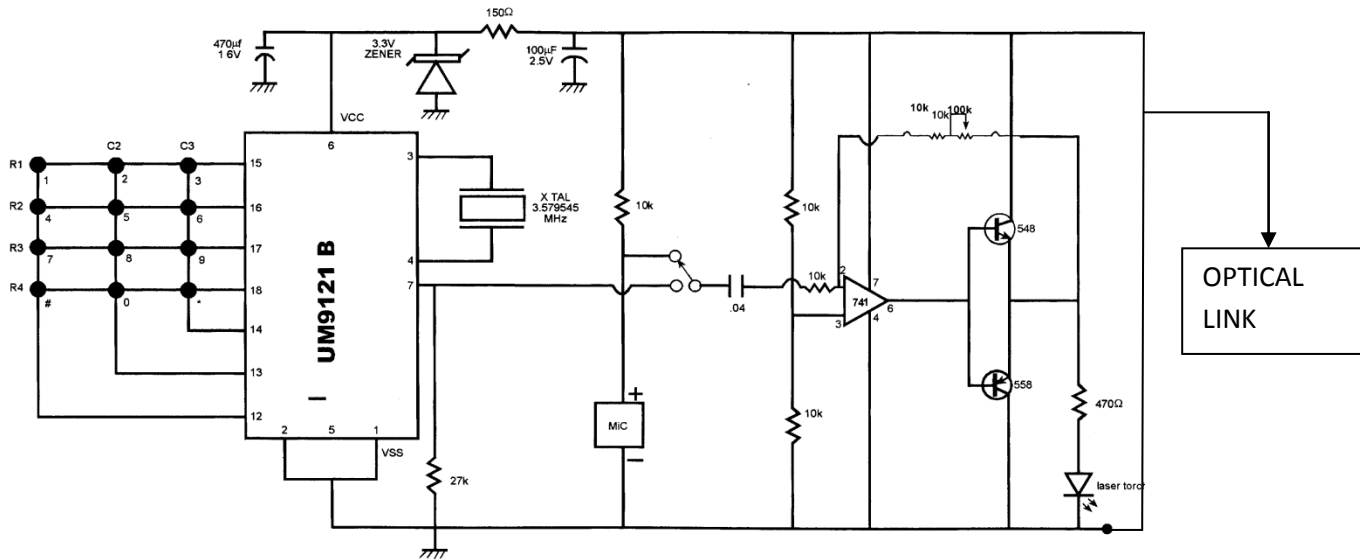 150Ω
470µf
1 6V
3.3V
ZENER
100µF
2.5V
VCC
6
10k
10k
100k
R1
C2
C3
15
1
2
3
3
X TAL
3.579545
MHz
R2
16
4
5
6
10k
10k
548
R3
17
7
8
9
4
R4
18
#
0
*
7
10k
2
7
741
6
3
4
.04
14
13
12
UM9121 B
OPTICAL
LINK
558
+
MiC
–
10k
470Ω
2
5
1
VSS
27k
laser torch